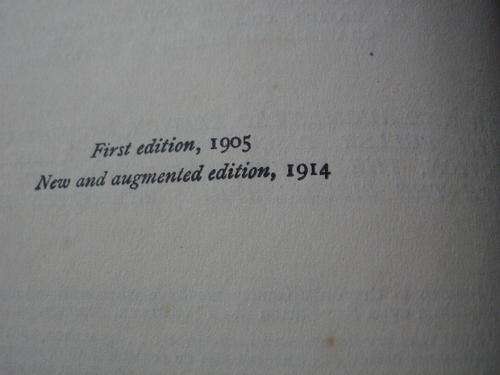 First edition, 1905
New and augmented edition, 1914